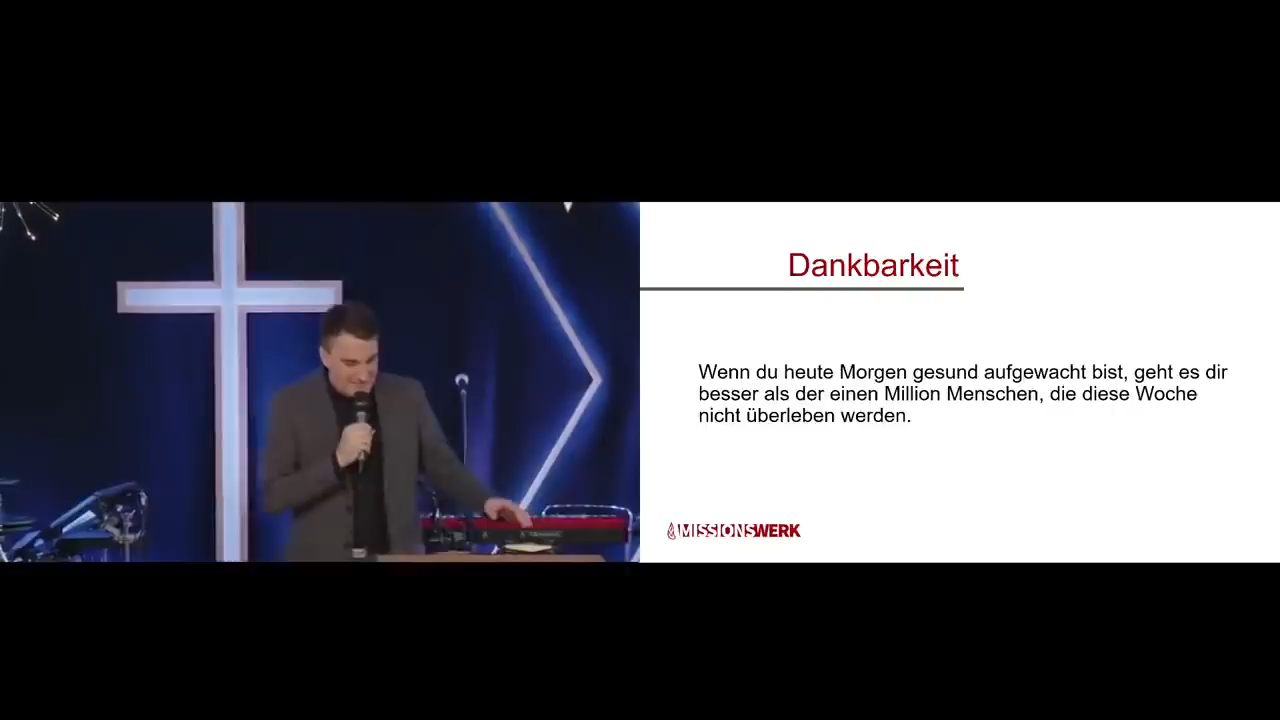 Dankbarkeit
Wenn du heute Morgen gesund aufgewacht bist, geht es dir
besser als der einen Million Menschen, die diese Woche
nicht überleben werden.
MISSIONSWERK